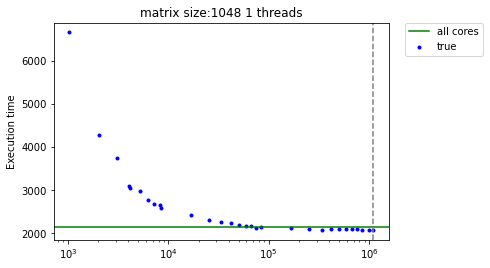 matrix size:1048 1 threads
all cores
true
Execution time
6000
5000
4000
3000
2000
10³
10⁴
10⁵
10⁶